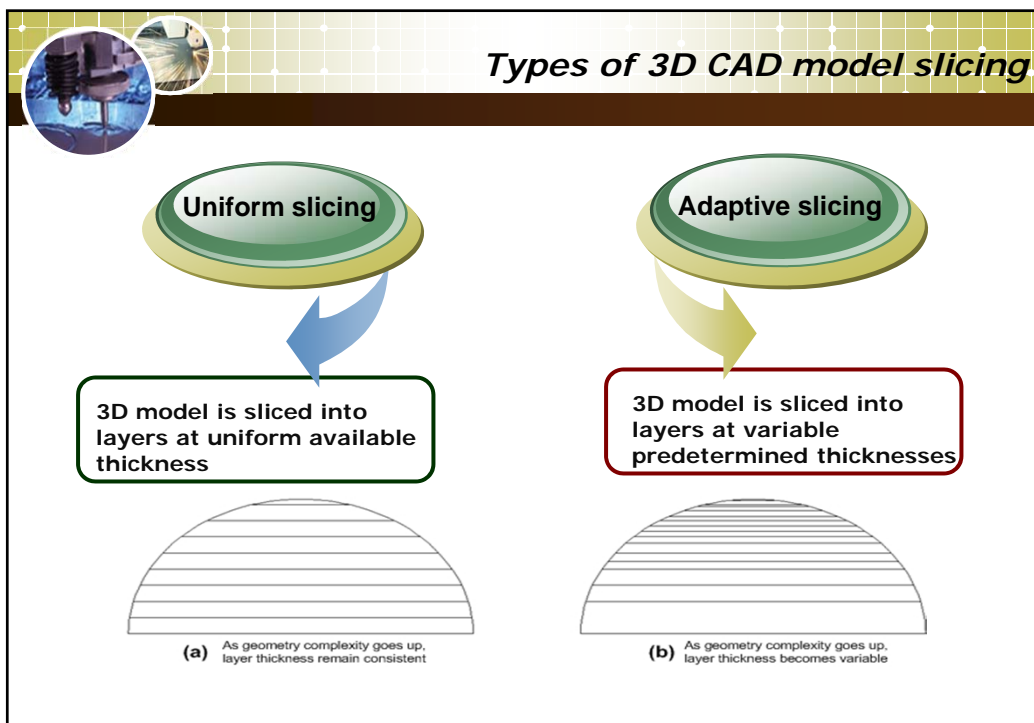 Types of 3D CAD model slicing
Uniform slicing
Adaptive slicing
3D model is sliced into
layers at uniform available
thickness
3D model is sliced into
layers at variable
predetermined thicknesses
(a) As geometry complexity goes up,
layer thickness remain consistent
(b) As geometry complexity goes up,
layer thickness becomes variable